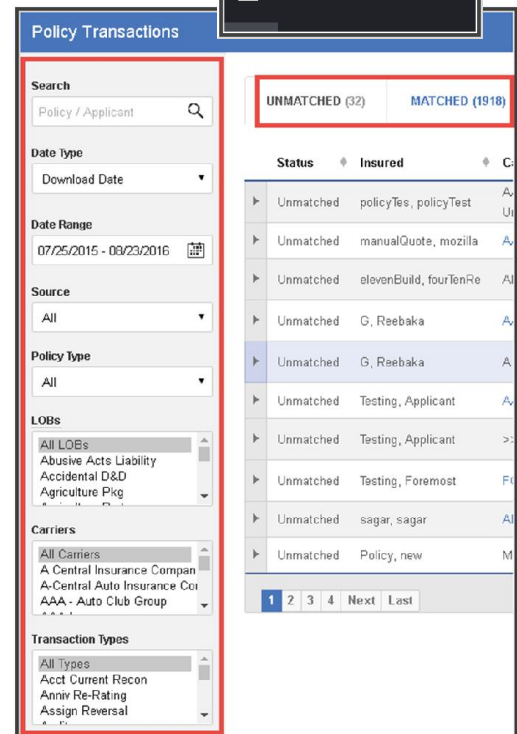 Policy Transactions
Search
Policy / Applicant
Date Type
Download Date
Date Range
07/25/2015 - 08/23/2016
Source
All
Policy Type
All
LOBs
All LOBs
Abusive Acts Liability
Accidental D&D
Agriculture Pkg
Carriers
All Carriers
A Central Insurance Compan
A-Central Auto Insurance Co
AAA - Auto Club Group
Transaction Types
All Types
Acct Current Recon
Anniv Re-Rating
Assign Reversal
UNMATCHED (32) MATCHED (1918)
Status Insured
Unmatched policyTes, policyTest
Unmatched manualQuote, mozilla
Unmatched elevenBuild, fourTenRe
Unmatched G, Reebaka
Unmatched G, Reebaka
Unmatched Testing, Applicant
Unmatched Testing, Applicant
Unmatched Testing, Foremost
Unmatched sagar, sagar
Unmatched Policy, new
1 2 3 4 Next Last